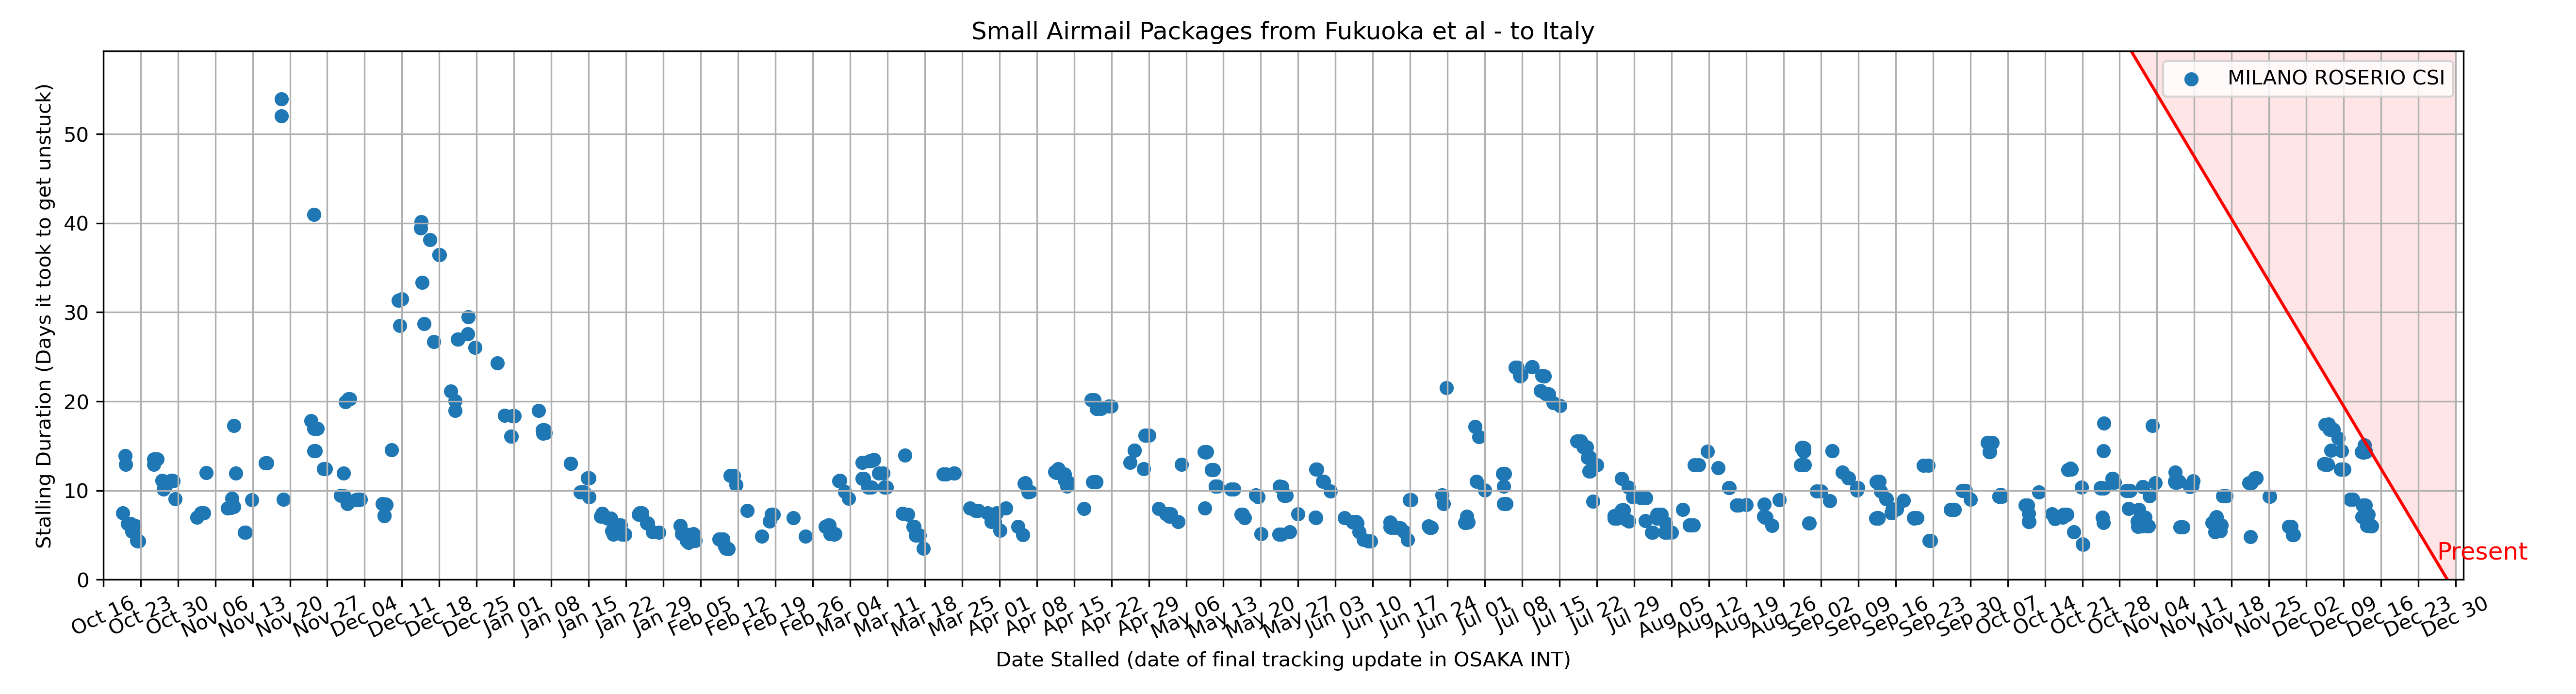 Small Airmail Packages from Fukuoka et al - to Italy
MILANO ROSERIO CSI
Stalling Duration (Days it took to get unstuck)
50
40
30
20
10
0
Present
Oct 16 Oct 23 Oct 30 Nov 06 Nov 13 Nov 20 Nov 27 Dec 04 Dec 11 Dec 18 Dec 25 Jan 01 Jan 08 Jan 15 Jan 22 Jan 29 Feb 05 Feb 12 Feb 19 Feb 26 Mar 04 Mar 11 Mar 18 Mar 25 Apr 01 Apr 08 Apr 15 Apr 22 Apr 29 May 06 May 13 May 20 May 27 Jun 03 Jun 10 Jun 17 Jun 24 Jul 01 Jul 08 Jul 15 Jul 22 Jul 29 Aug 05 Aug 12 Aug 19 Aug 26 Sep 02 Sep 09 Sep 16 Sep 23 Sep 30 Oct 07 Oct 14 Oct 21 Oct 28 Nov 04 Nov 11 Nov 18 Nov 25 Dec 02 Dec 09 Dec 16 Dec 23 Dec 30
Date Stalled (date of final tracking update in OSAKA INT)